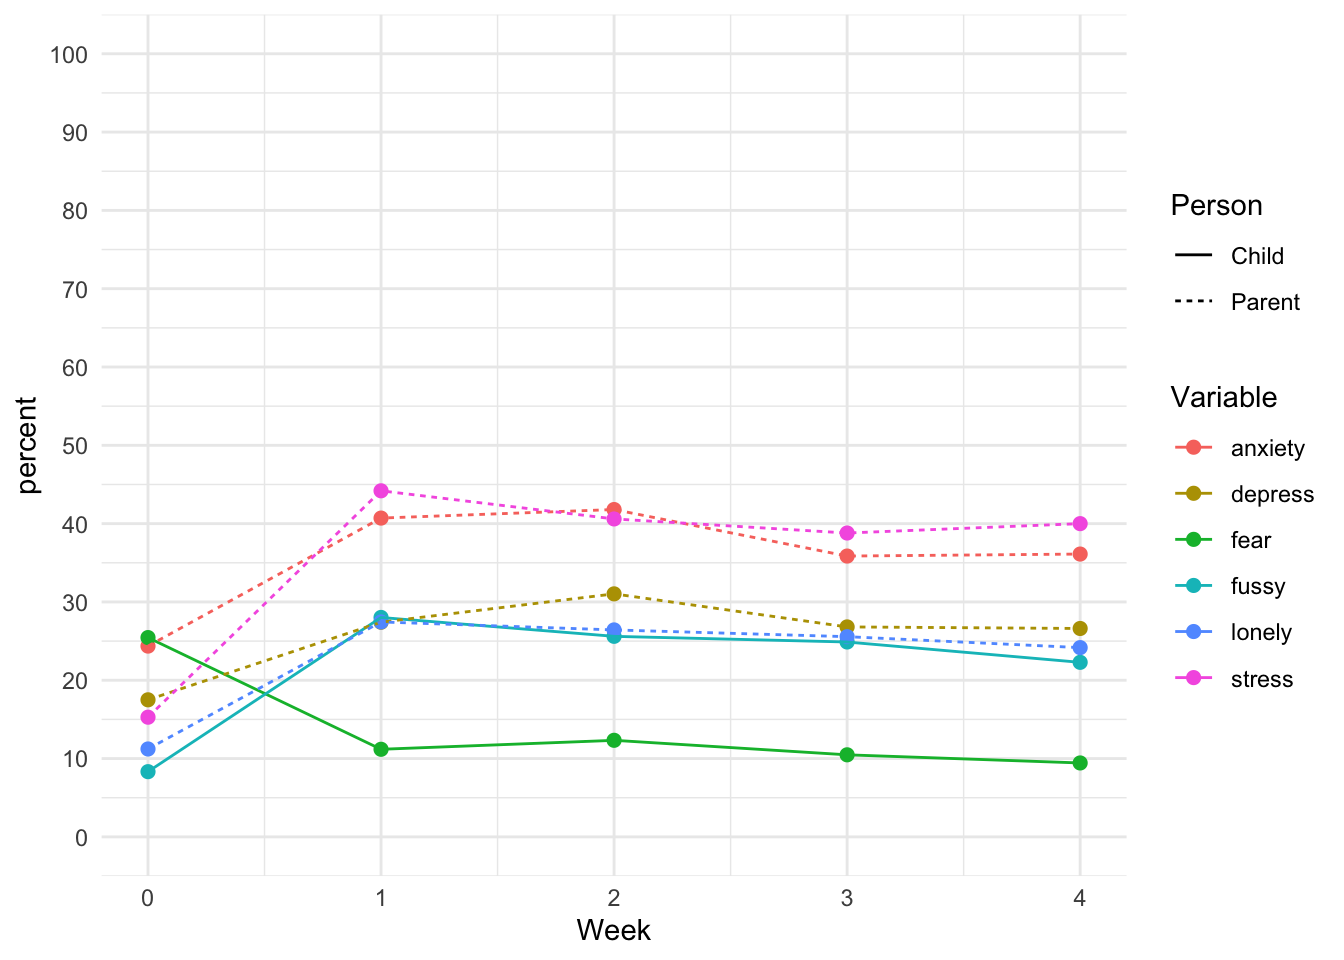 100
90
80
70
60
50
40
30
20
10
0
percent
0 1 2 3 4
Week
Person
Child
Parent
Variable
anxiety
depress
fear
fussy
lonely
stress